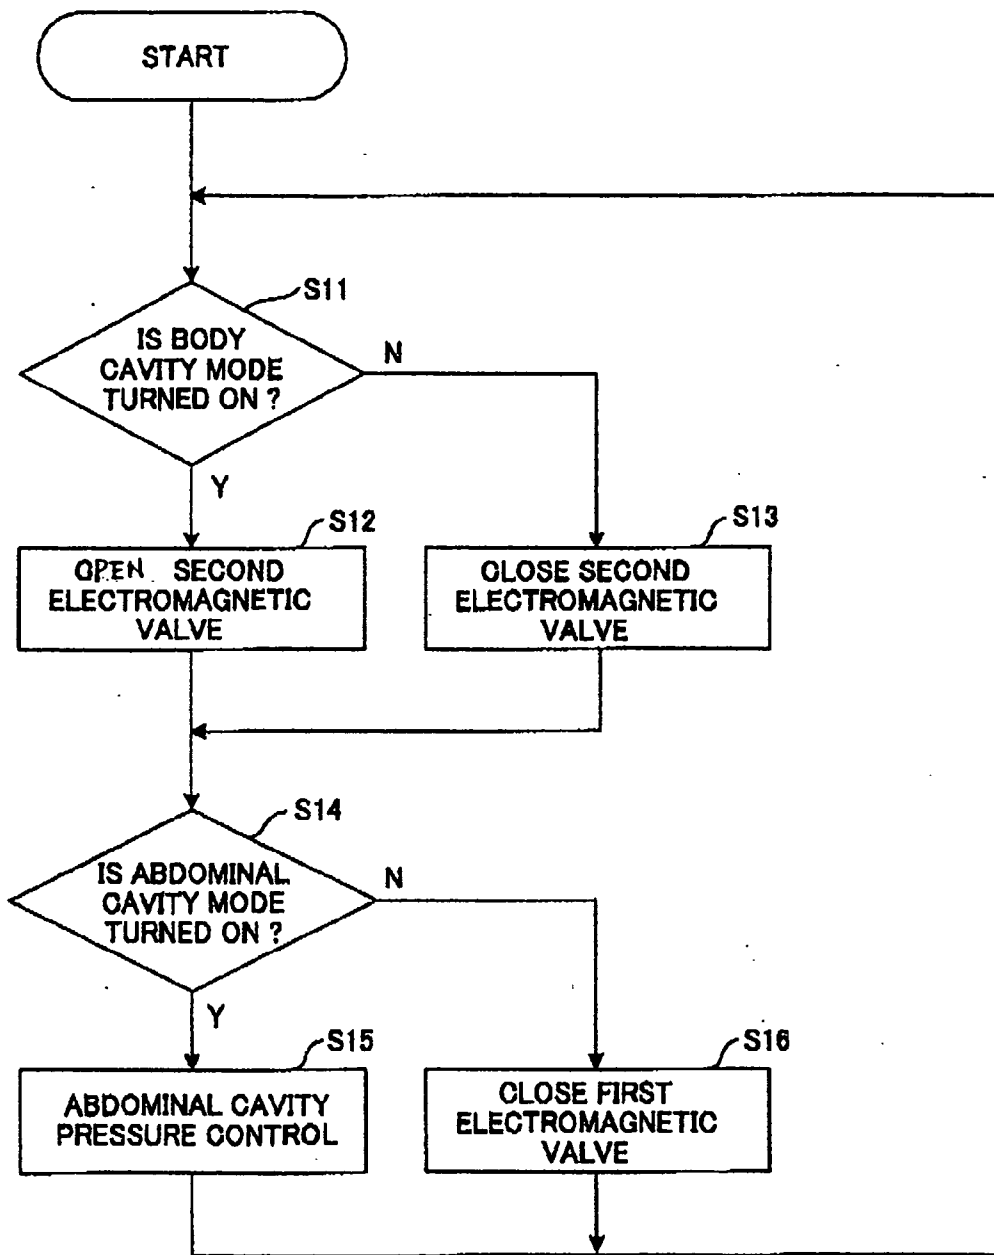 START
S11
IS BODY
CAVITY MODE
TURNED ON ?
N
Y
S12
OPEN SECOND
ELECTROMAGNETIC
VALVE
S13
CLOSE SECOND
ELECTROMAGNETIC
VALVE
S14
IS ABDOMINAL
CAVITY MODE
TURNED ON ?
N
Y
S15
ABDOMINAL CAVITY
PRESSURE CONTROL
S16
CLOSE FIRST
ELECTROMAGNETIC
VALVE